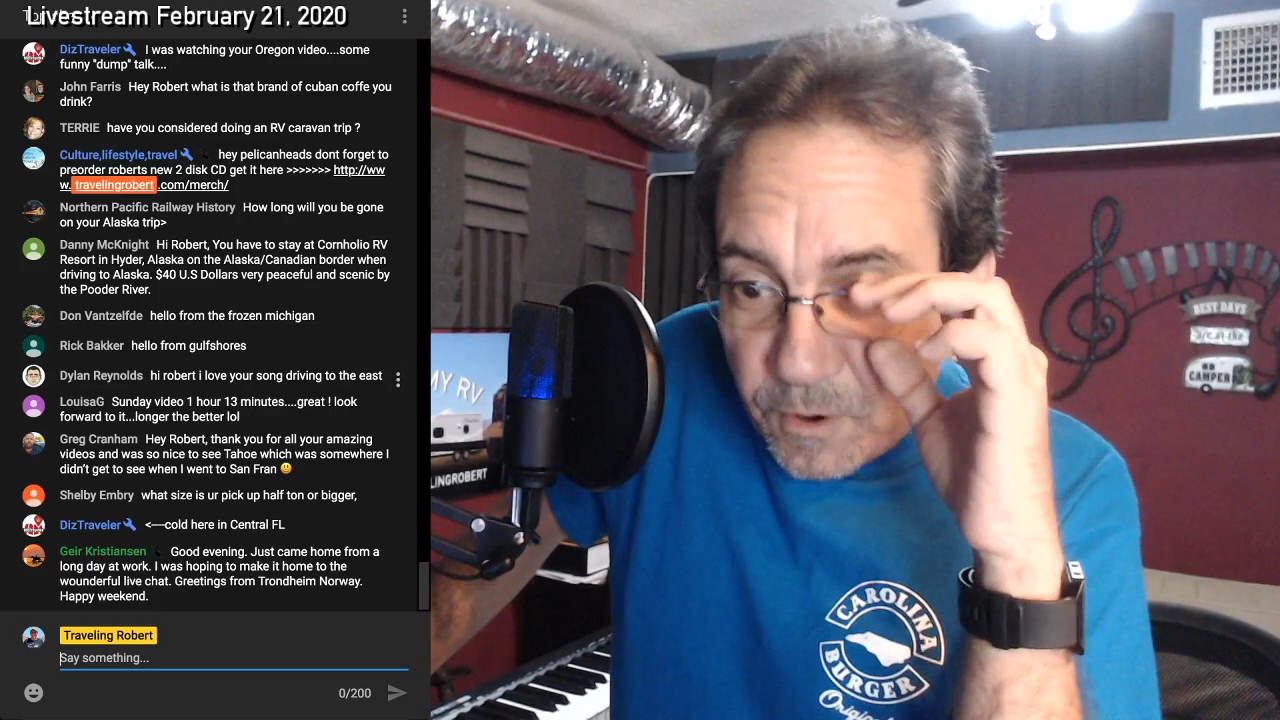 Livestream February 21, 2020
DizTraveler I was watching your Oregon video....some
funny "dump" talk....
John Farris Hey Robert what is that brand of cuban coffe you
drink?
TERRIE have you considered doing an RV caravan trip ?
Culture,lifestyle,travel hey pelicanheads dont forget to
preorder roberts new 2 disk CD get it here >>>>>>> http://ww
w.travelingrobert.com/merch/
Northern Pacific Railway History How long will you be gone
on your Alaska trip>
Danny McKnight Hi Robert, You have to stay at Cornholio RV
Resort in Hyder, Alaska on the Alaska/Canadian border when
driving to Alaska. $40 U.S Dollars very peaceful and scenic by
the Pooder River.
Don Vantzelfde hello from the frozen michigan
Rick Bakker hello from gulfshores
Dylan Reynolds hi robert i love your song driving to the east
LouisaG Sunday video 1 hour 13 minutes....great ! look
forward to it...longer the better lol
Greg Cranham Hey Robert, thank you for all your amazing
videos and was so nice to see Tahoe which was somewhere I
didn't get to see when I went to San Fran 😃
Shelby Embry what size is ur pick up half ton or bigger,
DizTraveler <---cold here in Central FL
Geir Kristiansen Good evening. Just came home from a
long day at work. I was hoping to make it home to the
wounderful live chat. Greetings from Trondheim Norway.
Happy weekend.
Traveling Robert
Say something...
0/200
MY RV
LINGROBERT
BEST DAYS
are at the
CAMPER
CAROLINA
BURGER
Origin